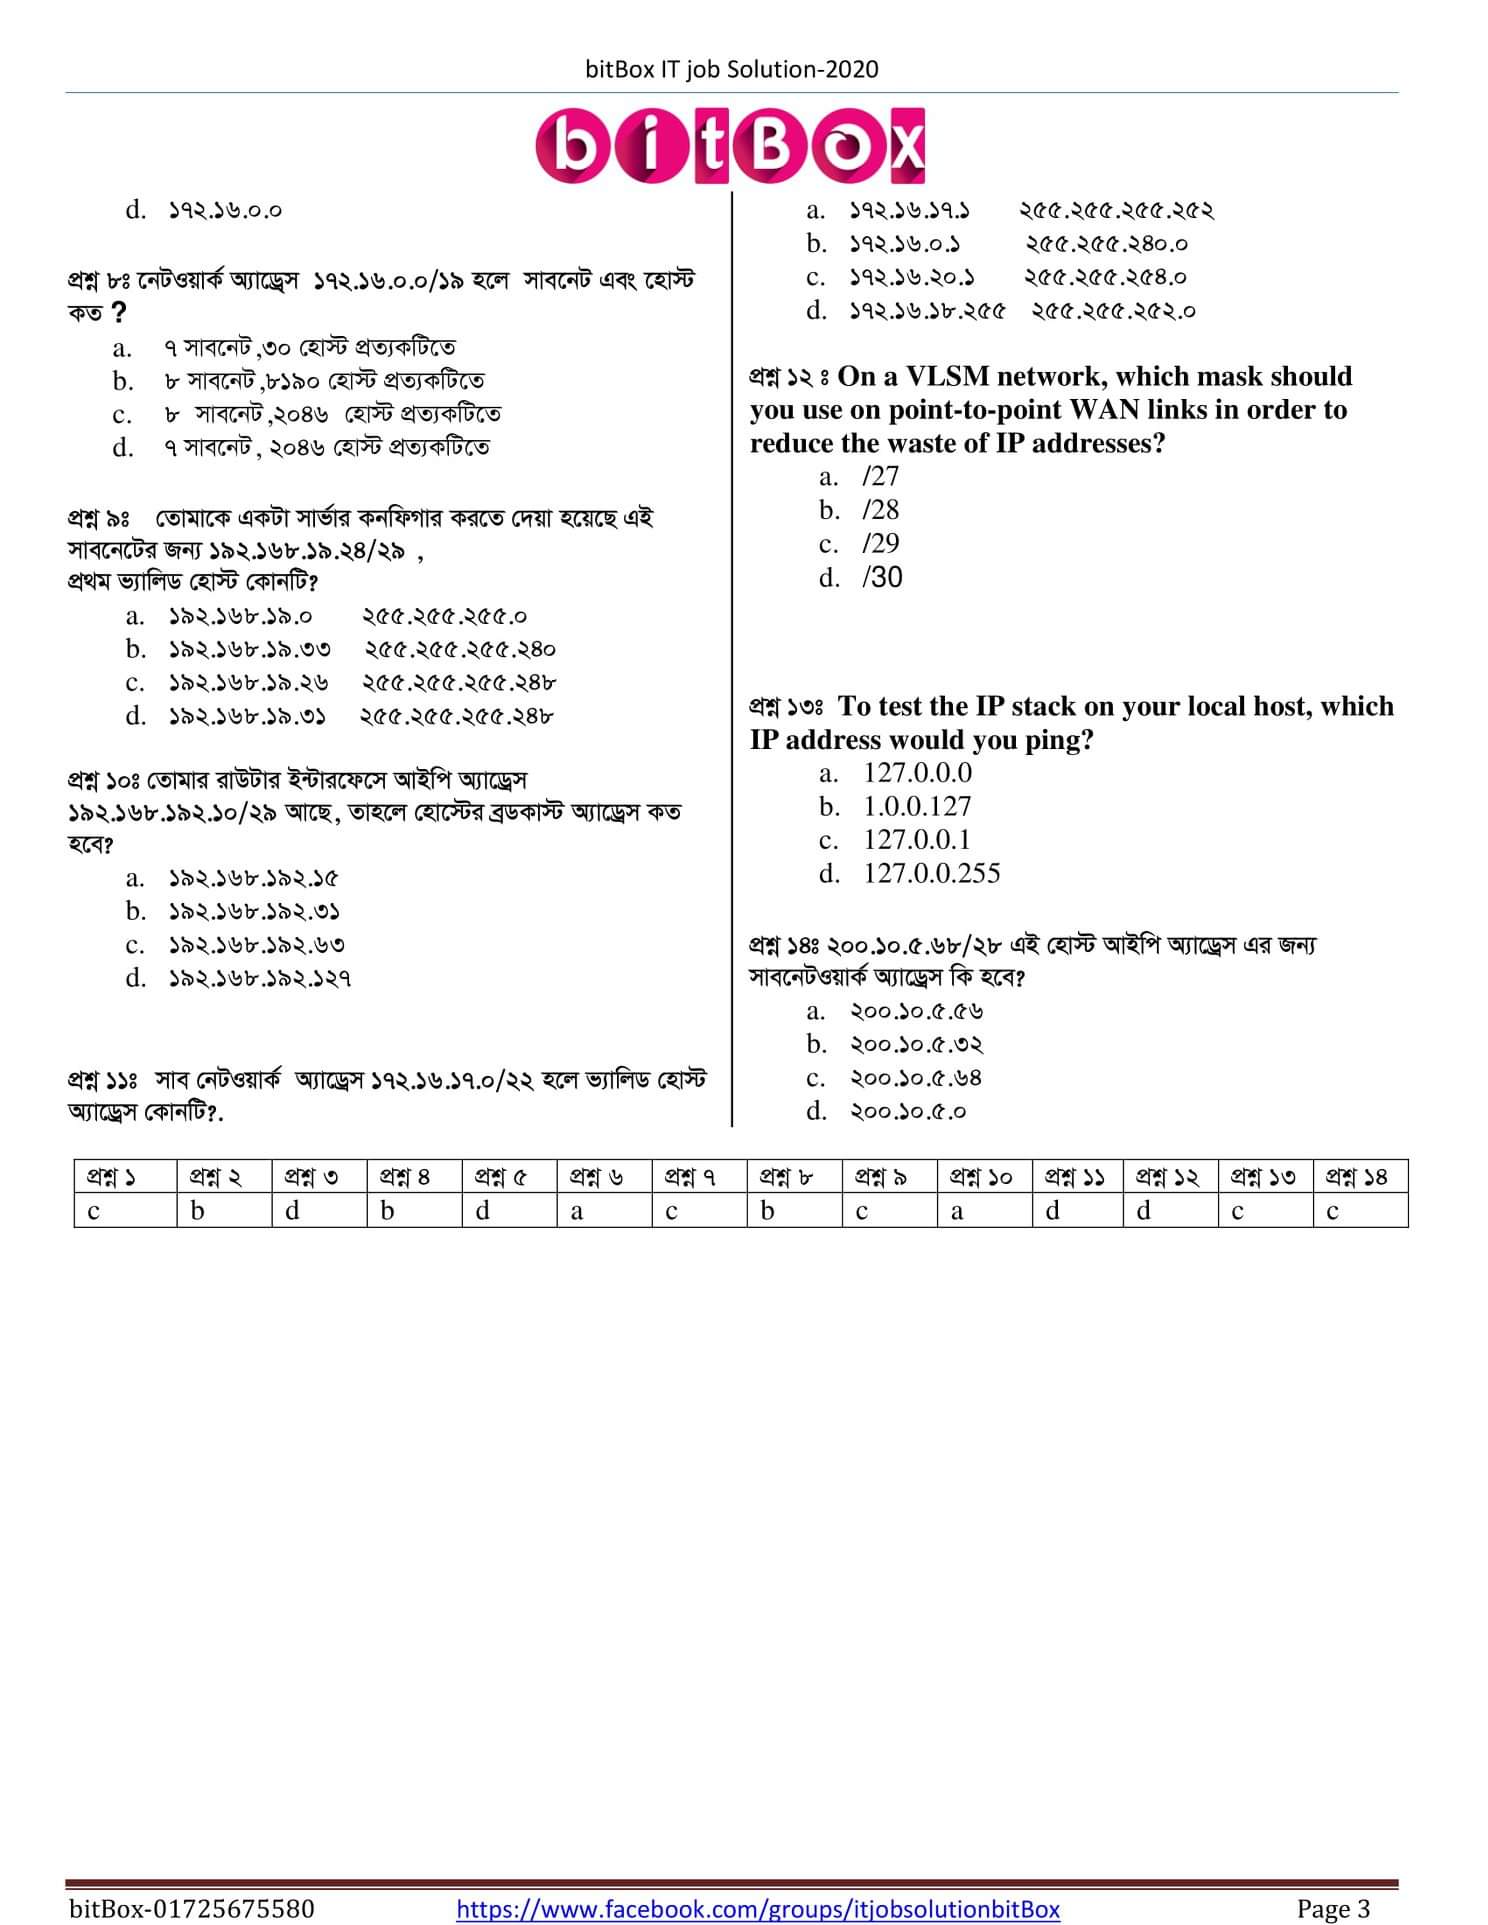 bitBox IT job Solution-2020
bitBox
d. ১৭২.১৬.০.০
প্রশ্ন ৮ঃ নেটওয়ার্ক অ্যাড্রেস ১৭২.১৬.০.০/১৯ হলে সাবনেট এবং হোস্ট
কত ?
a. ৭ সাবনেট ,৩০ হোস্ট প্রত্যকটিতে
b. ৮ সাবনেট ,৮১৯০ হোস্ট প্রত্যকটিতে
c. ৮ সাবনেট ,২০৪৬ হোস্ট প্রত্যকটিতে
d. ৭ সাবনেট , ২০৪৬ হোস্ট প্রত্যকটিতে
প্রশ্ন ৯ঃ তোমাকে একটা সার্ভার কনফিগার করতে দেয়া হয়েছে এই
সাবনেটের জন্য ১৯২.১৬৮.১৯.২৪/২৯ ,
প্রথম ভ্যালিড হোস্ট কোনটি?
a. ১৯২.১৬৮.১৯.০ ২৫৫.২৫৫.২৫৫.০
b. ১৯২.১৬৮.১৯.৩৩ ২৫৫.২৫৫.২৫৫.২৪০
c. ১৯২.১৬৮.১৯.২৬ ২৫৫.২৫৫.২৫৫.২৪৮
d. ১৯২.১৬৮.১৯.৩১ ২৫৫.২৫৫.২৫৫.২৪৮
প্রশ্ন ১০ঃ তোমার রাউটার ইন্টারফেসে আইপি অ্যাড্রেস
১৯২.১৬৮.১৯২.১০/২৯ আছে, তাহলে হোস্টের ব্রডকাস্ট অ্যাড্রেস কত
হবে?
a. ১৯২.১৬৮.১৯২.১৫
b. ১৯২.১৬৮.১৯২.৩১
c. ১৯২.১৬৮.১৯২.৬৩
d. ১৯২.১৬৮.১৯২.১২৭
প্রশ্ন ১১ঃ সাব নেটওয়ার্ক অ্যাড্রেস ১৭২.১৬.১৭.০/২২ হলে ভ্যালিড হোস্ট
অ্যাড্রেস কোনটি?.
a. ১৭২.১৬.১৭.১ ২৫৫.২৫৫.২৫৫.২৫২
b. ১৭২.১৬.০.১ ২৫৫.২৫৫.২৪০.০
c. ১৭২.১৬.২০.১ ২৫৫.২৫৫.২৫৪.০
d. ১৭২.১৬.১৮.২৫৫ ২৫৫.২৫৫.২৫২.০
প্রশ্ন ১২ ঃ On a VLSM network, which mask should
you use on point-to-point WAN links in order to
reduce the waste of IP addresses?
a. /27
b. /28
c. /29
d. /30
প্রশ্ন ১৩ঃ To test the IP stack on your local host, which
IP address would you ping?
a. 127.0.0.0
b. 1.0.0.127
c. 127.0.0.1
d. 127.0.0.255
প্রশ্ন ১৪ঃ ২০০.১০.৫.৬৮/২৮ এই হোস্ট আইপি অ্যাড্রেস এর জন্য
সাবনেটওয়ার্ক অ্যাড্রেস কি হবে?
a. ২০০.১০.৫.৫৬
b. ২০০.১০.৫.৩২
c. ২০০.১০.৫.৬৪
d. ২০০.১০.৫.০
প্রশ্ন ১ প্রশ্ন ২ প্রশ্ন ৩ প্রশ্ন ৪ প্রশ্ন ৫ প্রশ্ন ৬ প্রশ্ন ৭ প্রশ্ন ৮ প্রশ্ন ৯ প্রশ্ন ১০ প্রশ্ন ১১ প্রশ্ন ১২ প্রশ্ন ১৩ প্রশ্ন ১৪
c b d b d a c b c a d d c c
bitBox-01725675580 https://www.facebook.com/groups/itjobsolutionbitBox Page 3